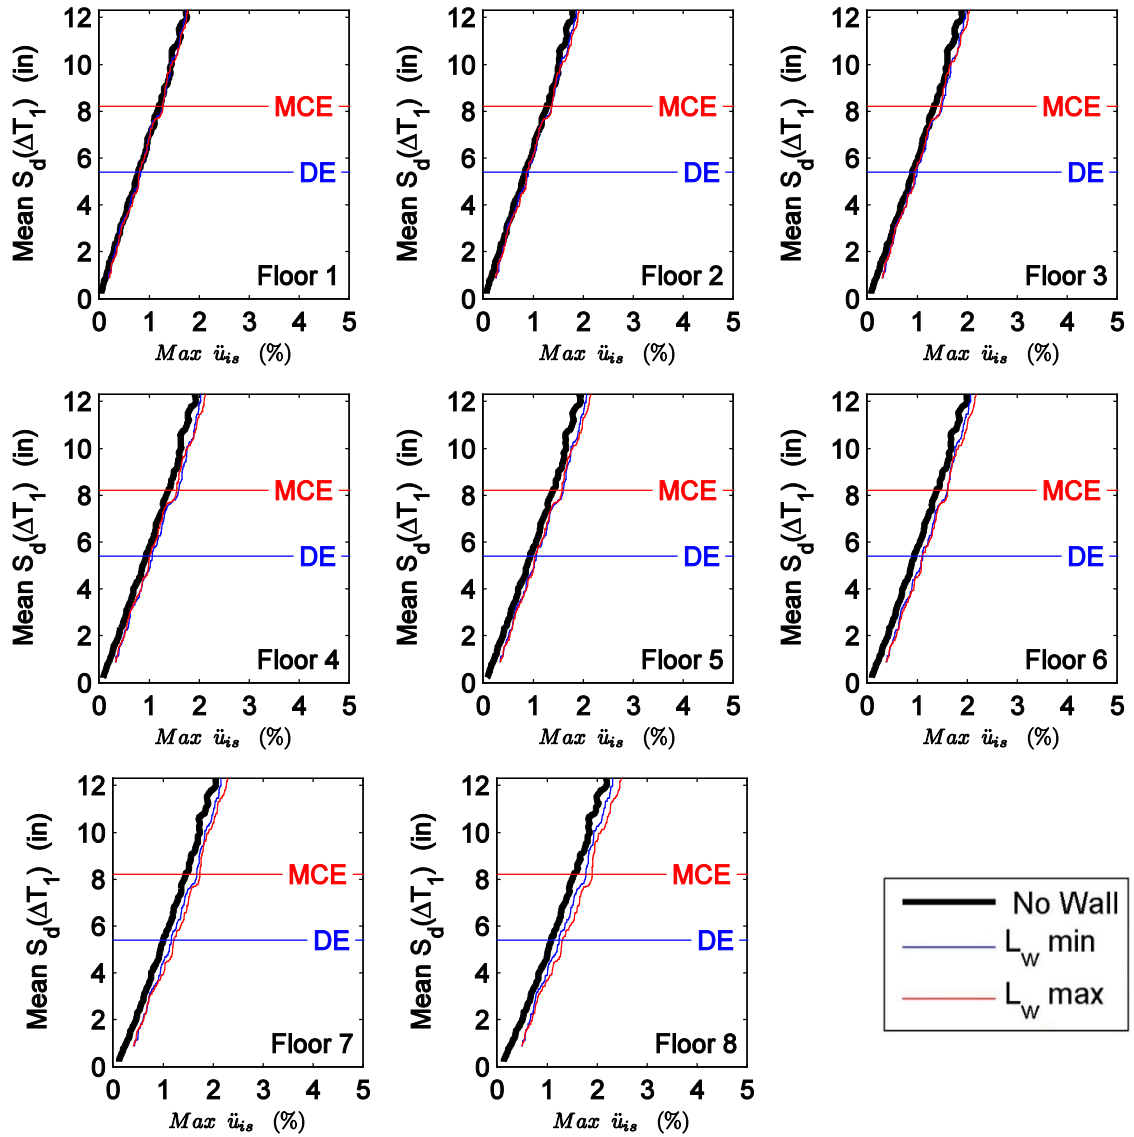 12
10
8
6
4
2
0
Mean S_d(ΔT_1) (in)
MCE
DE
Floor 1
0 1 2 3 4 5
Max ü_is (%)
12
10
8
6
4
2
0
Mean S_d(ΔT_1) (in)
MCE
DE
Floor 2
0 1 2 3 4 5
Max ü_is (%)
12
10
8
6
4
2
0
Mean S_d(ΔT_1) (in)
MCE
DE
Floor 3
0 1 2 3 4 5
Max ü_is (%)
12
10
8
6
4
2
0
Mean S_d(ΔT_1) (in)
MCE
DE
Floor 4
0 1 2 3 4 5
Max ü_is (%)
12
10
8
6
4
2
0
Mean S_d(ΔT_1) (in)
MCE
DE
Floor 5
0 1 2 3 4 5
Max ü_is (%)
12
10
8
6
4
2
0
Mean S_d(ΔT_1) (in)
MCE
DE
Floor 6
0 1 2 3 4 5
Max ü_is (%)
12
10
8
6
4
2
0
Mean S_d(ΔT_1) (in)
MCE
DE
Floor 7
0 1 2 3 4 5
Max ü_is (%)
12
10
8
6
4
2
0
Mean S_d(ΔT_1) (in)
MCE
DE
Floor 8
0 1 2 3 4 5
Max ü_is (%)
No Wall
L_w min
L_w max